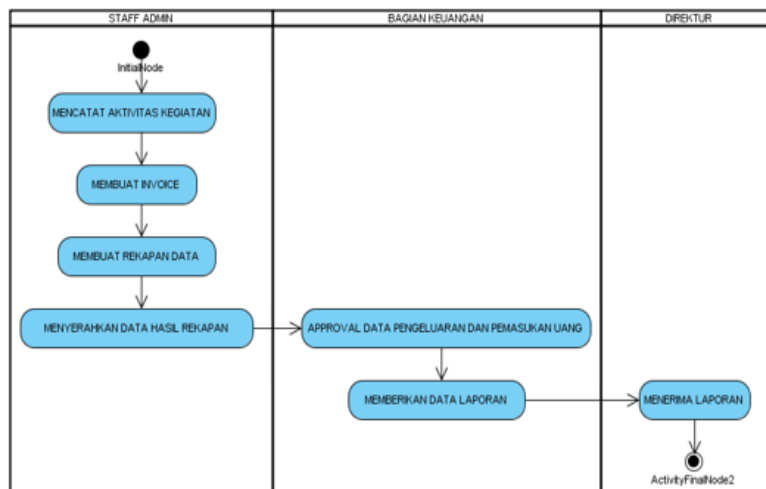 STAFF ADMIN
BAGIAN KEUANGAN
DIREKTUR
InitialNode
MENCATAT AKTIVITAS KEGIATAN
MEMBUAT INVOICE
MEMBUAT REKAPAN DATA
MENYERAHKAN DATA HASIL REKAPAN
APPROVAL DATA PENGELUARAN DAN PEMASUKAN UANG
MEMBERIKAN DATA LAPORAN
MENERIMA LAPORAN
ActivityFinalNode2